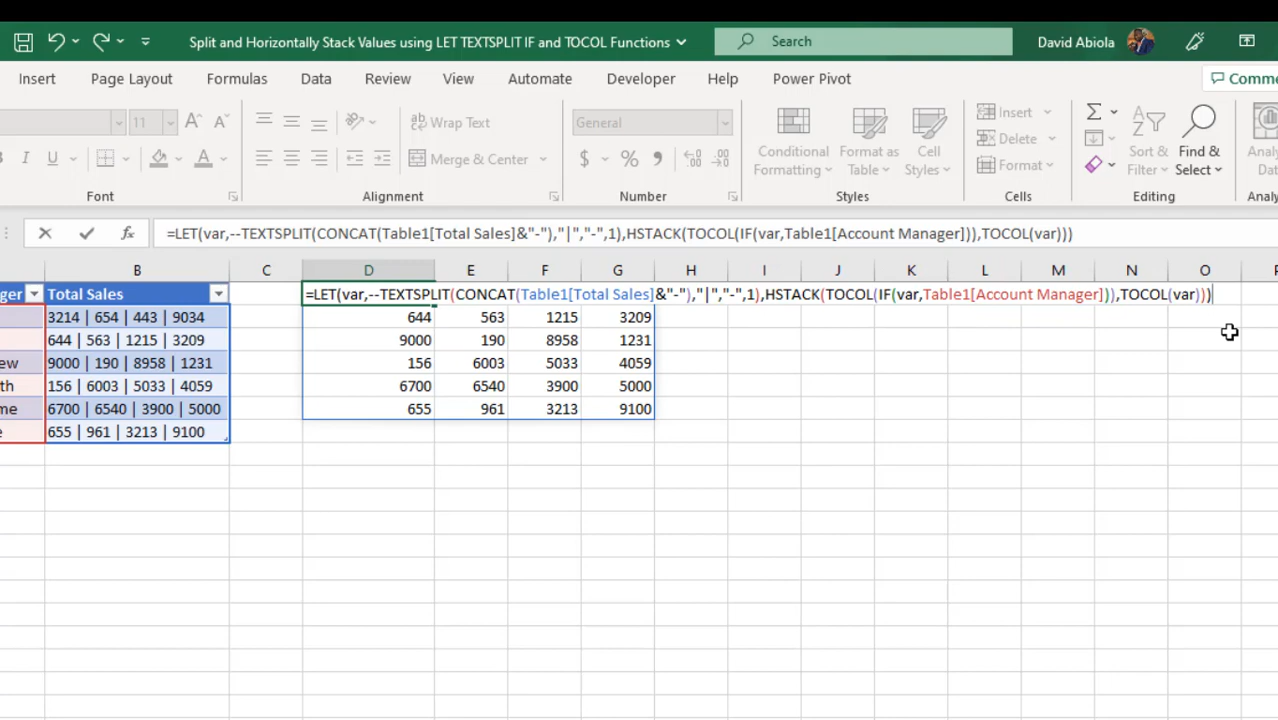 Split and Horizontally Stack Values using LET TEXTSPLIT IF and TOCOL Functions
Search
David Abiola
Insert Page Layout Formulas Data Review View Automate Developer Help Power Pivot
Comme
11
Wrap Text
General
Insert
Merge & Center
Conditional Formatting
Format as Table
Cell Styles
Delete
Format
Sort & Filter
Find & Select
Analy
Dat
Font
Alignment
Number
Styles
Cells
Editing
Analy
=LET(var,--TEXTSPLIT(CONCAT(Table1[Total Sales]&"-"),"|","-",1),HSTACK(TOCOL(IF(var,Table1[Account Manager])),TOCOL(var)))
B C D E F G H I J K L M N O
ger Total Sales =LET(var,--TEXTSPLIT(CONCAT(Table1[Total Sales]&"-"),"|","-",1),HSTACK(TOCOL(IF(var,Table1[Account Manager])),TOCOL(var)))
3214 | 654 | 443 | 9034 644 563 1215 3209
644 | 563 | 1215 | 3209 9000 190 8958 1231
ew 9000 | 190 | 8958 | 1231 156 6003 5033 4059
th 156 | 6003 | 5033 | 4059 6700 6540 3900 5000
me 6700 | 6540 | 3900 | 5000 655 961 3213 9100
e 655 | 961 | 3213 | 9100